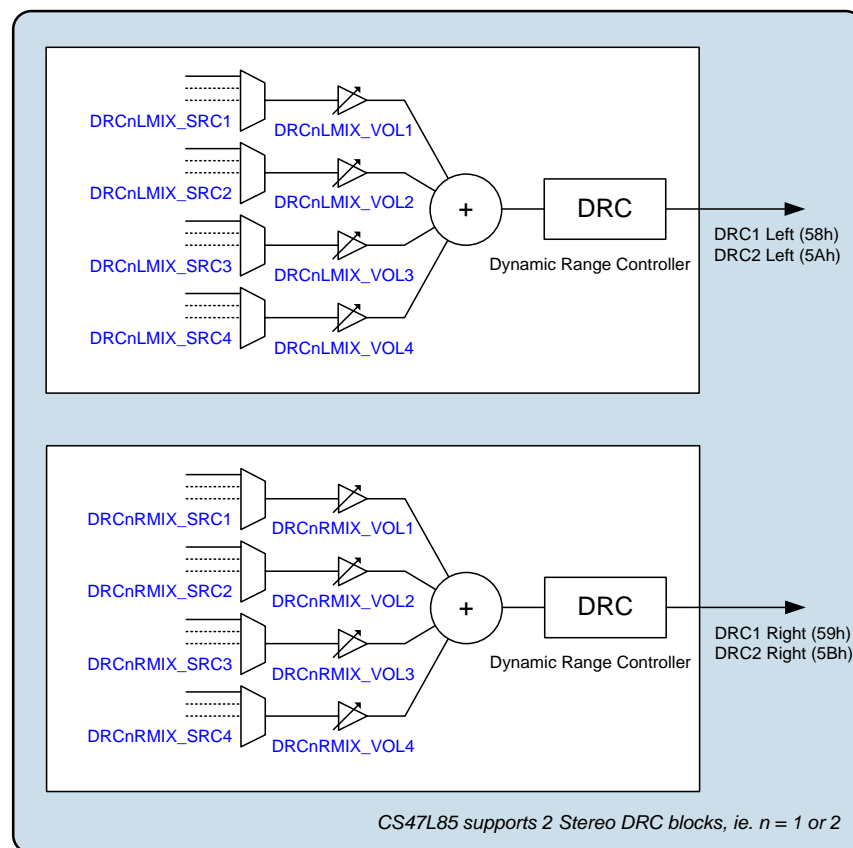 DRCnLMIX_SRC1
DRCnLMIX_VOL1
DRCnLMIX_SRC2
DRCnLMIX_VOL2
+
DRC
DRC1 Left (58h)
DRC2 Left (5Ah)
Dynamic Range Controller
DRCnLMIX_SRC3
DRCnLMIX_VOL3
DRCnLMIX_SRC4
DRCnLMIX_VOL4
DRCnRMIX_SRC1
DRCnRMIX_VOL1
DRCnRMIX_SRC2
DRCnRMIX_VOL2
+
DRC
DRC1 Right (59h)
DRC2 Right (5Bh)
Dynamic Range Controller
DRCnRMIX_SRC3
DRCnRMIX_VOL3
DRCnRMIX_SRC4
DRCnRMIX_VOL4
CS47L85 supports 2 Stereo DRC blocks, ie. n = 1 or 2